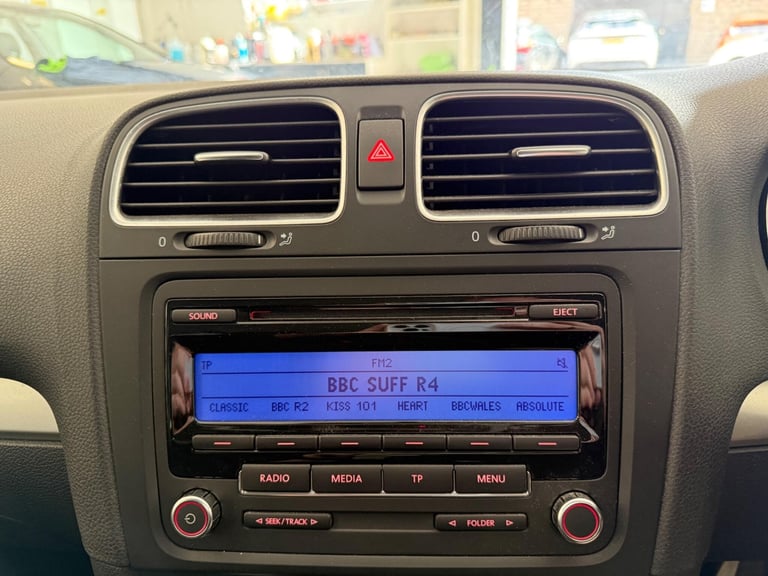 0 0
SOUND EJECT
TP FM2
BBC SUFF R4
CLASSIC BBC R2 KISS 101 HEART BBCWALES ABSOLUTE
RADIO MEDIA TP MENU
SEEK/TRACK FOLDER